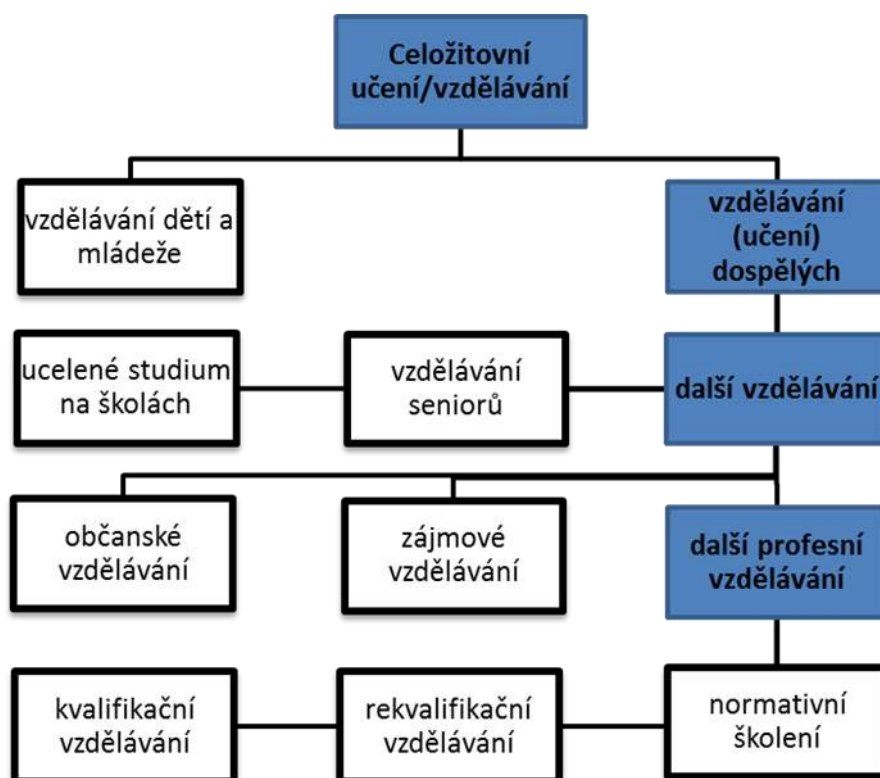 Celožitovní
učení/vzdělávání
vzdělávání dětí a
mládeže
vzdělávání
(učení)
dospělých
ucelené studium
na školách
vzdělávání
seniorů
další vzdělávání
občanské
vzdělávání
zájmové
vzdělávání
další profesní
vzdělávání
kvalifikační
vzdělávání
rekvalifikační
vzdělávání
normativní
školení